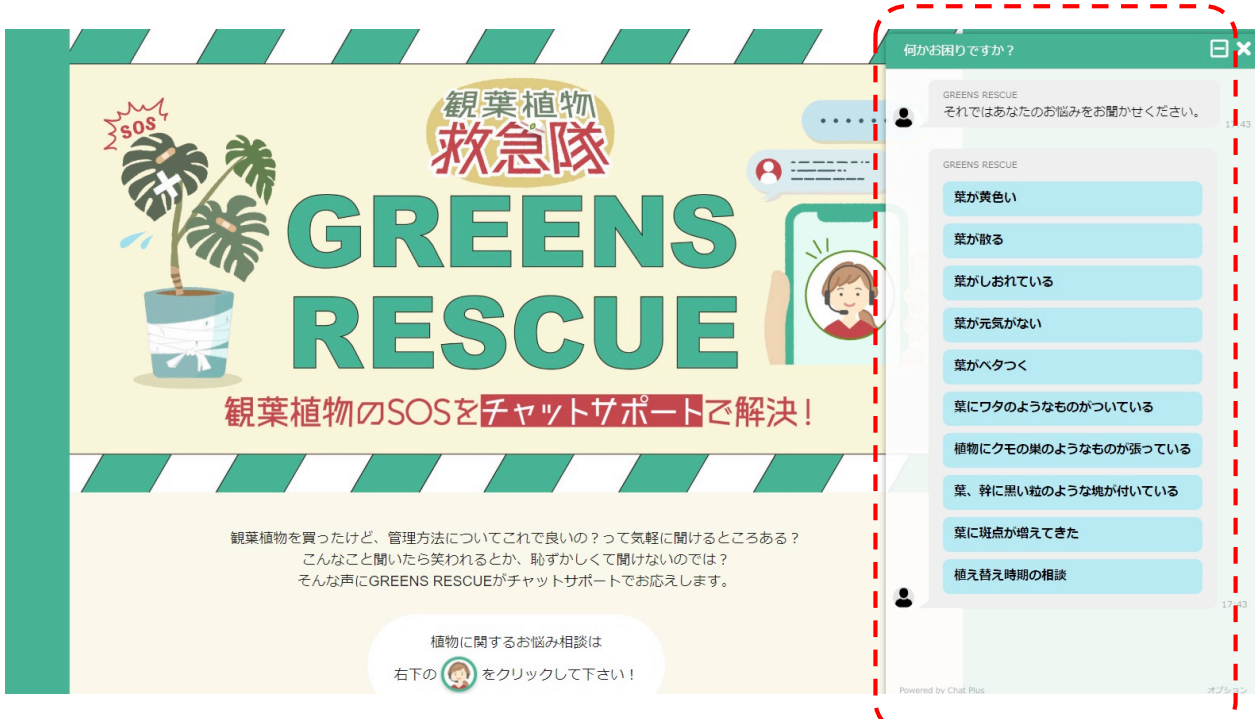 SOS
観葉植物
救急隊
GREENS
RESCUE
観葉植物のSOSをチャットサポートで解決!
観葉植物を買ったけど、管理方法についてこれで良いの?って気軽に聞けるところある?
こんなこと聞いたら笑われるとか、恥ずかしくて聞けないのでは?
そんな声にGREENS RESCUEがチャットサポートでお応えします。
植物に関するお悩み相談は
右下の をクリックして下さい!
何かお困りですか?
GREENS RESCUE
それではあなたのお悩みをお聞かせください。
17:43
GREENS RESCUE
葉が黄色い
葉が散る
葉がしおれている
葉が元気がない
葉がベタつく
葉にワタのようなものがついている
植物にクモの巣のようなものが張っている
葉、幹に黒い粒のような塊が付いている
葉に斑点が増えてきた
植え替え時期の相談
17:43
Powered by Chat Plus
オプション